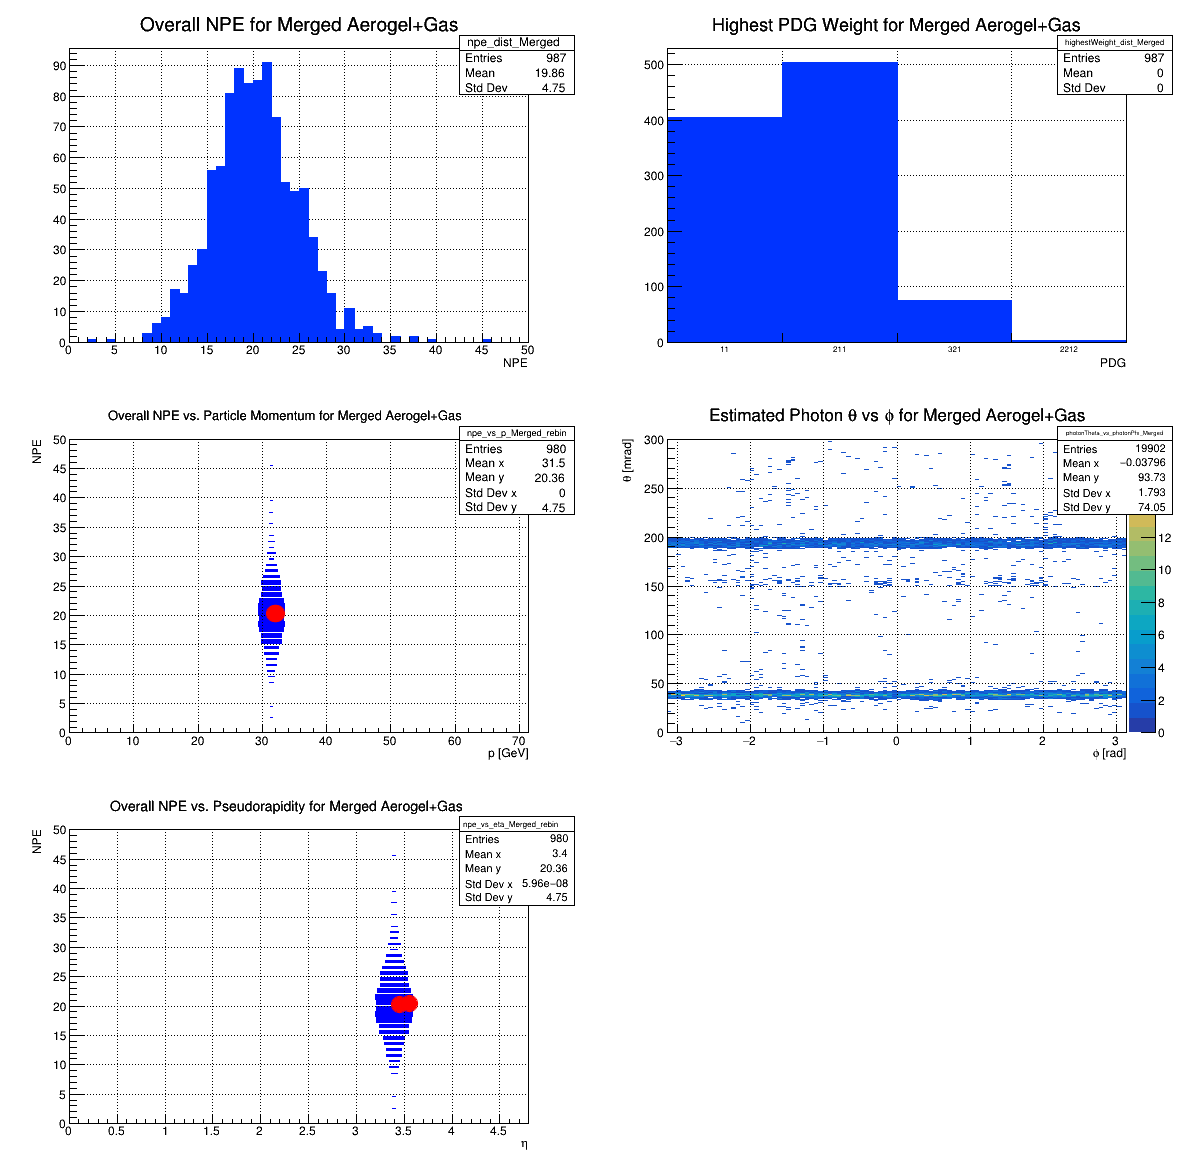 Overall NPE for Merged Aerogel+Gas
npe_dist_Merged
Entries 987
Mean 19.86
Std Dev 4.75
90
80
70
60
50
40
30
20
10
0
0 5 10 15 20 25 30 35 40 45 50
NPE
Highest PDG Weight for Merged Aerogel+Gas
highestWeight_dist_Merged
Entries 987
Mean 0
Std Dev 0
500
400
300
200
100
0
11 211 321 2212
PDG
Overall NPE vs. Particle Momentum for Merged Aerogel+Gas
NPE
npe_vs_p_Merged_rebin
Entries 980
Mean x 31.5
Mean y 20.36
Std Dev x 0
Std Dev y 4.75
50
45
40
35
30
25
20
15
10
5
0
0 10 20 30 40 50 60 70
p [GeV]
Estimated Photon θ vs ϕ for Merged Aerogel+Gas
θ [mrad]
photonTheta_vs_photonPhi_Merged
Entries 19902
Mean x −0.03796
Mean y 93.73
Std Dev x 1.793
Std Dev y 74.05
300
250
200
150
100
50
0
−3 −2 −1 0 1 2 3
ϕ [rad]
12
10
8
6
4
2
0
Overall NPE vs. Pseudorapidity for Merged Aerogel+Gas
NPE
npe_vs_eta_Merged_rebin
Entries 980
Mean x 3.4
Mean y 20.36
Std Dev x 5.96e−08
Std Dev y 4.75
50
45
40
35
30
25
20
15
10
5
0
0 0.5 1 1.5 2 2.5 3 3.5 4 4.5
η